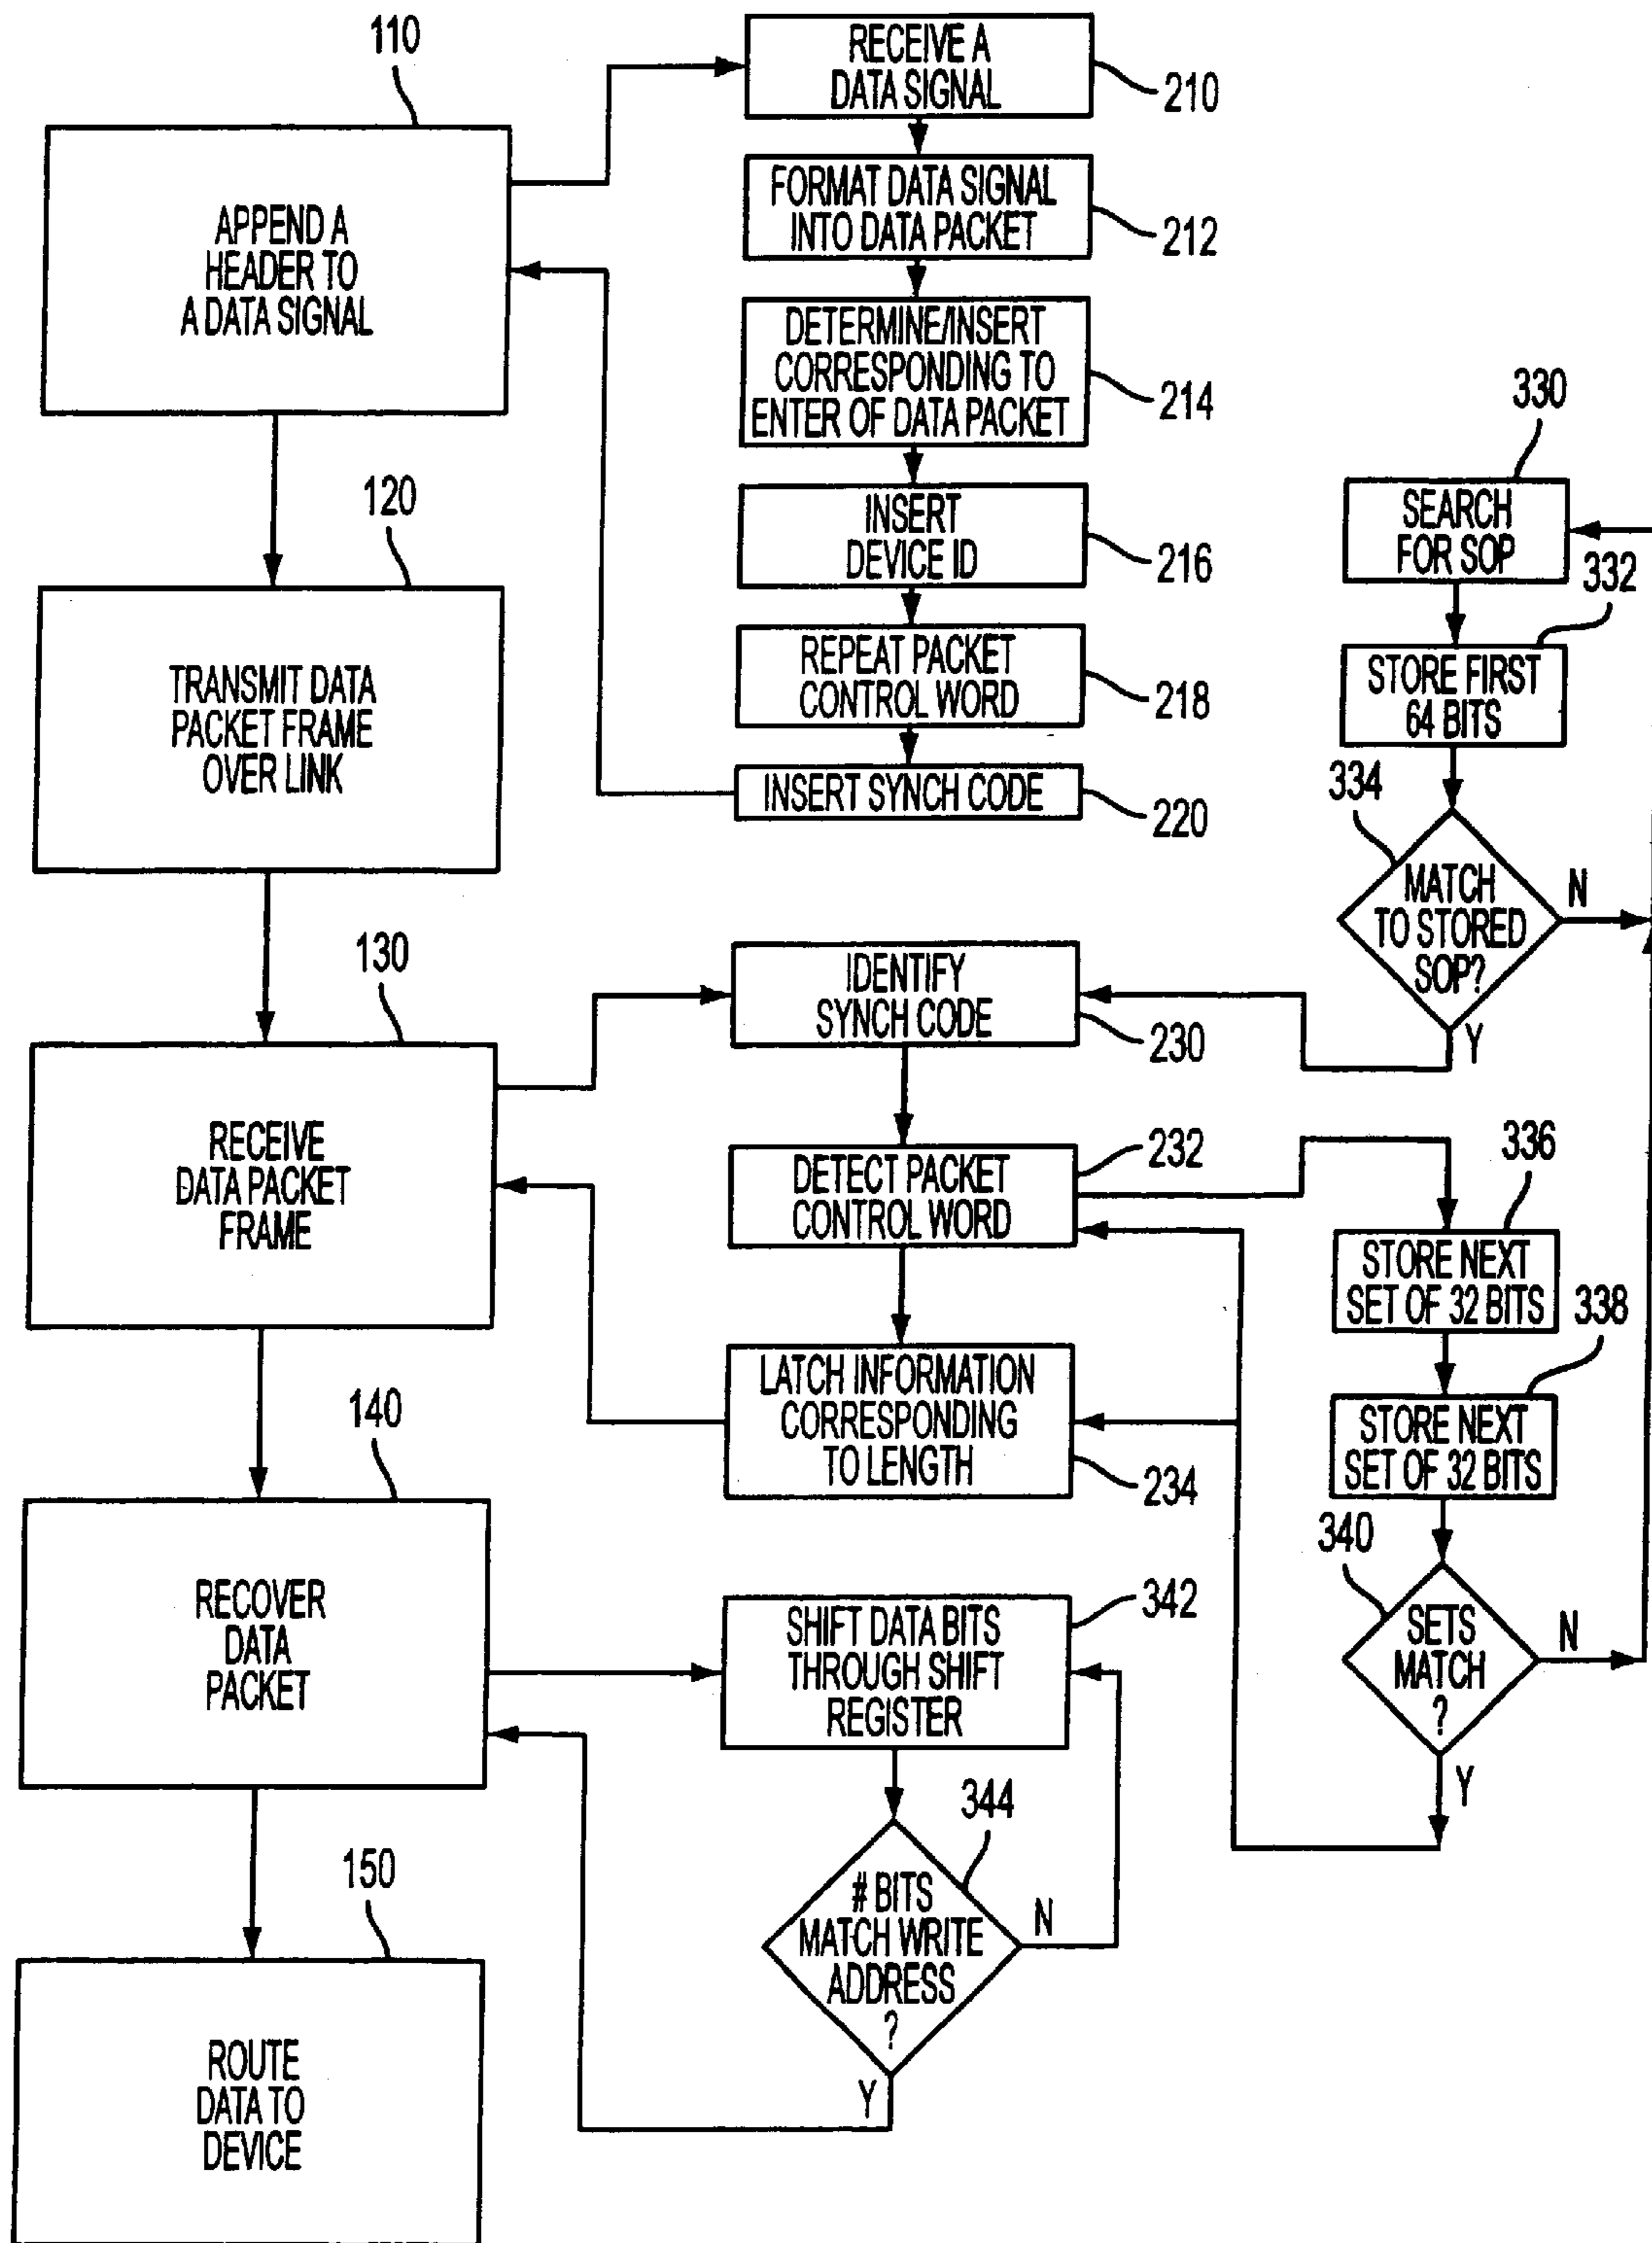 110
APPEND A
HEADER TO
A DATA SIGNAL
120
TRANSMIT DATA
PACKET FRAME
OVER LINK
130
RECEIVE
DATA PACKET
FRAME
140
RECOVER
DATA
PACKET
150
ROUTE
DATA TO
DEVICE
RECEIVE A
DATA SIGNAL
210
FORMAT DATA SIGNAL
INTO DATA PACKET
212
DETERMINE/INSERT
CORRESPONDING TO
ENTER OF DATA PACKET
214
INSERT
DEVICE ID
216
REPEAT PACKET
CONTROL WORD
218
INSERT SYNCH CODE
220
IDENTIFY
SYNCH CODE
230
DETECT PACKET
CONTROL WORD
232
LATCH INFORMATION
CORRESPONDING
TO LENGTH
234
SHIFT DATA BITS
THROUGH SHIFT
REGISTER
342
344
# BITS
MATCH WRITE
ADDRESS
?
N
Y
330
SEARCH
FOR SOP
332
STORE FIRST
64 BITS
334
MATCH
TO STORED
SOP?
N
Y
336
STORE NEXT
SET OF 32 BITS
338
STORE NEXT
SET OF 32 BITS
340
SETS
MATCH
?
N
Y